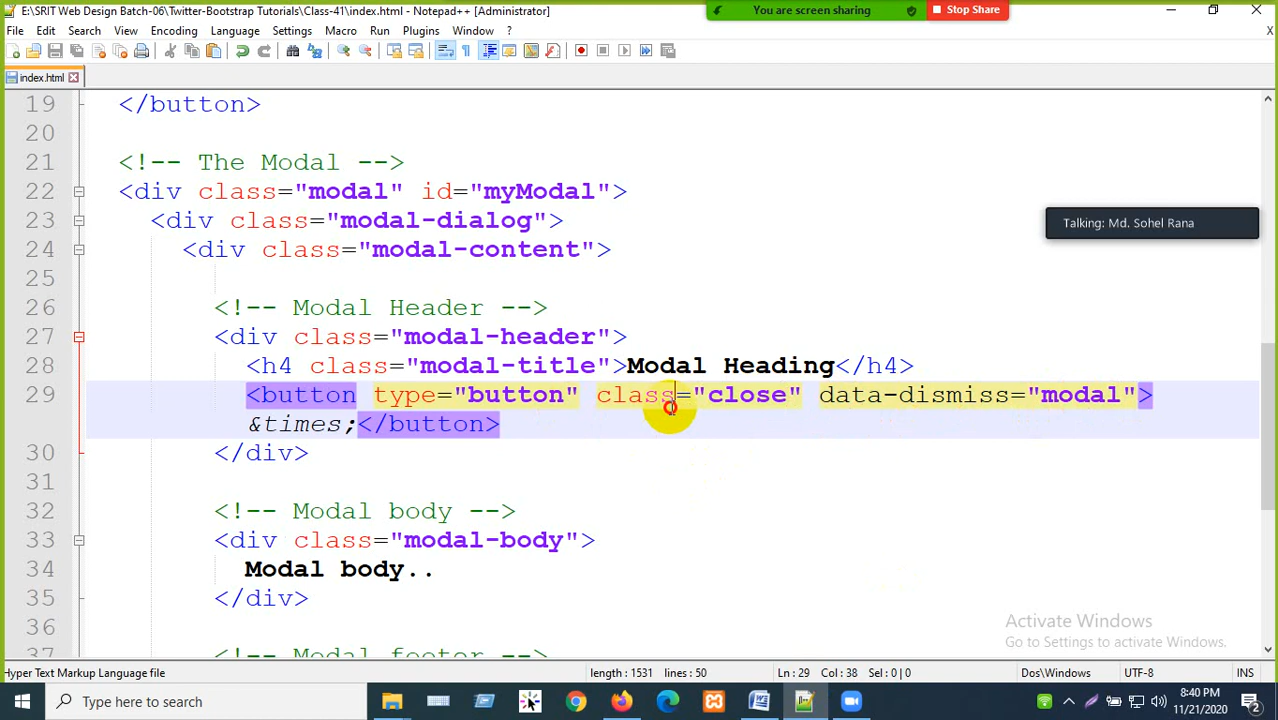 E:\SRIT Web Design Batch-06\Twitter-Bootstrap Tutorials\Class-41\index.html - Notepad++ [Administrator]
You are screen sharing
Stop Share
File Edit Search View Encoding Language Settings Macro Run Plugins Window ?
X
index.html
19 </button>
20
21 <!-- The Modal -->
22 <div class="modal" id="myModal">
23 <div class="modal-dialog">
Talking: Md. Sohel Rana
24 <div class="modal-content">
25
26 <!-- Modal Header -->
27 <div class="modal-header">
28 <h4 class="modal-title">Modal Heading</h4>
29 <button type="button" class="close" data-dismiss="modal">
&times;</button>
30 </div>
31
32 <!-- Modal body -->
33 <div class="modal-body">
34 Modal body..
35 </div>
36
37 <!-- Modal footer -->
Activate Windows
Go to Settings to activate Windows.
Hyper Text Markup Language file length : 1531 lines : 50 Ln : 29 Col : 38 Sel : 0 | 0 Dos\Windows UTF-8 INS
Type here to search
8:40 PM
11/21/2020
2